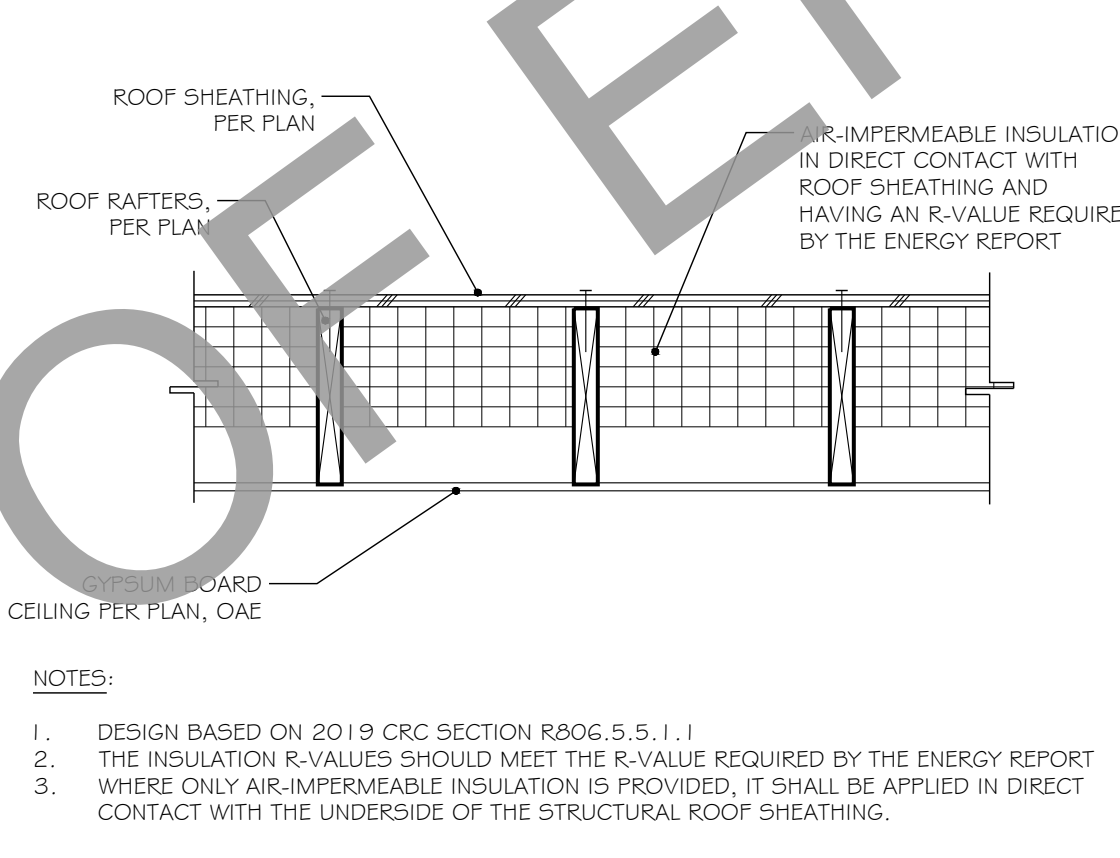 ROOF SHEATHING,
PER PLAN
ROOF RAFTERS,
PER PLAN
AIR-IMPERMEABLE INSULATIO
IN DIRECT CONTACT WITH
ROOF SHEATHING AND
HAVING AN R-VALUE REQUIRE
BY THE ENERGY REPORT
GYPSUM BOARD
CEILING PER PLAN, OAE
NOTES:
1. DESIGN BASED ON 2019 CRC SECTION R806.5.5.1.1
2. THE INSULATION R-VALUES SHOULD MEET THE R-VALUE REQUIRED BY THE ENERGY REPORT
3. WHERE ONLY AIR-IMPERMEABLE INSULATION IS PROVIDED, IT SHALL BE APPLIED IN DIRECT
CONTACT WITH THE UNDERSIDE OF THE STRUCTURAL ROOF SHEATHING.
OF